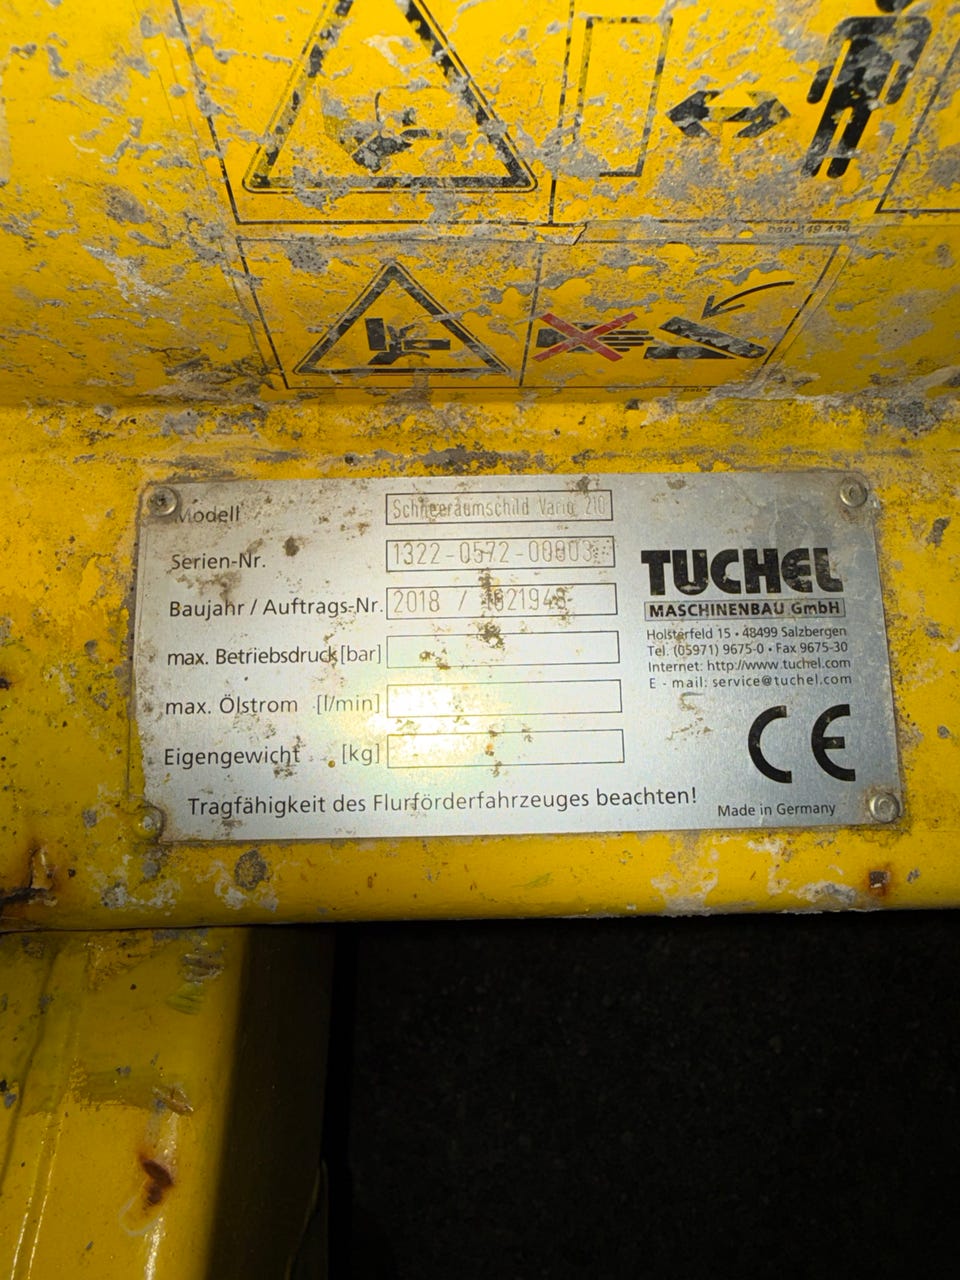 Modell Schneeräumschild Vario 210
Serien-Nr. 1322-0572-00003
Baujahr / Auftrags-Nr. 2018 / 1821948
max. Betriebsdruck [bar]
max. Ölstrom [l/min]
Eigengewicht [kg]
Tragfähigkeit des Flurförderfahrzeuges beachten!
TUCHEL
MASCHINENBAU GmbH
Holsterfeld 15 • 48499 Salzbergen
Tel. (05971) 9675-0 • Fax 9675-30
Internet: http://www.tuchel.com
E - mail: service@tuchel.com
CE
Made in Germany